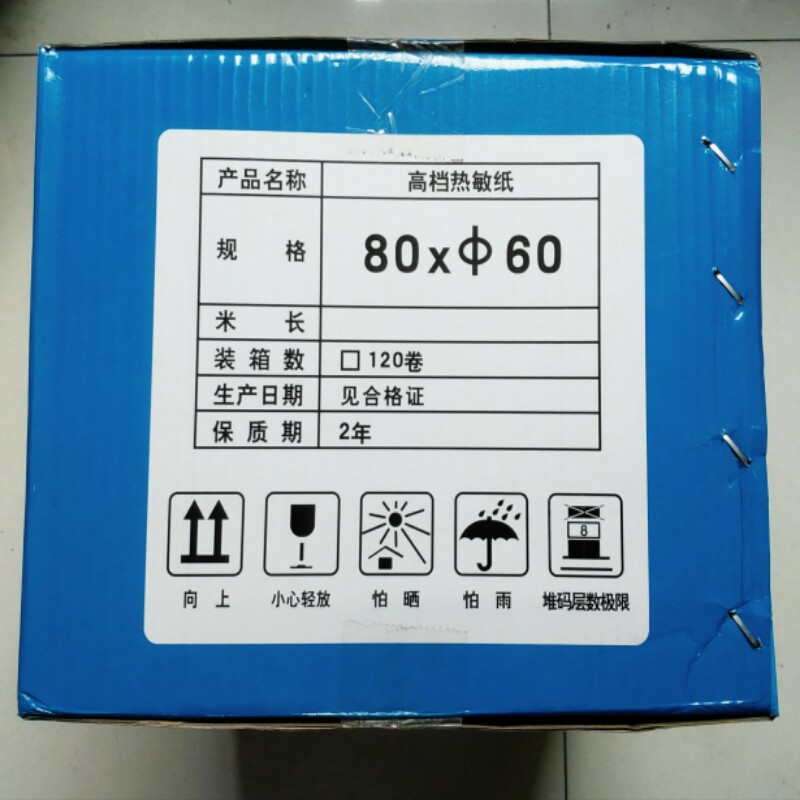 产品名称 高档热敏纸
规格 80xΦ60
米长
装箱数 □120卷
生产日期 见合格证
保质期 2年
8
向上 小心轻放 怕晒 怕雨 堆码层数极限